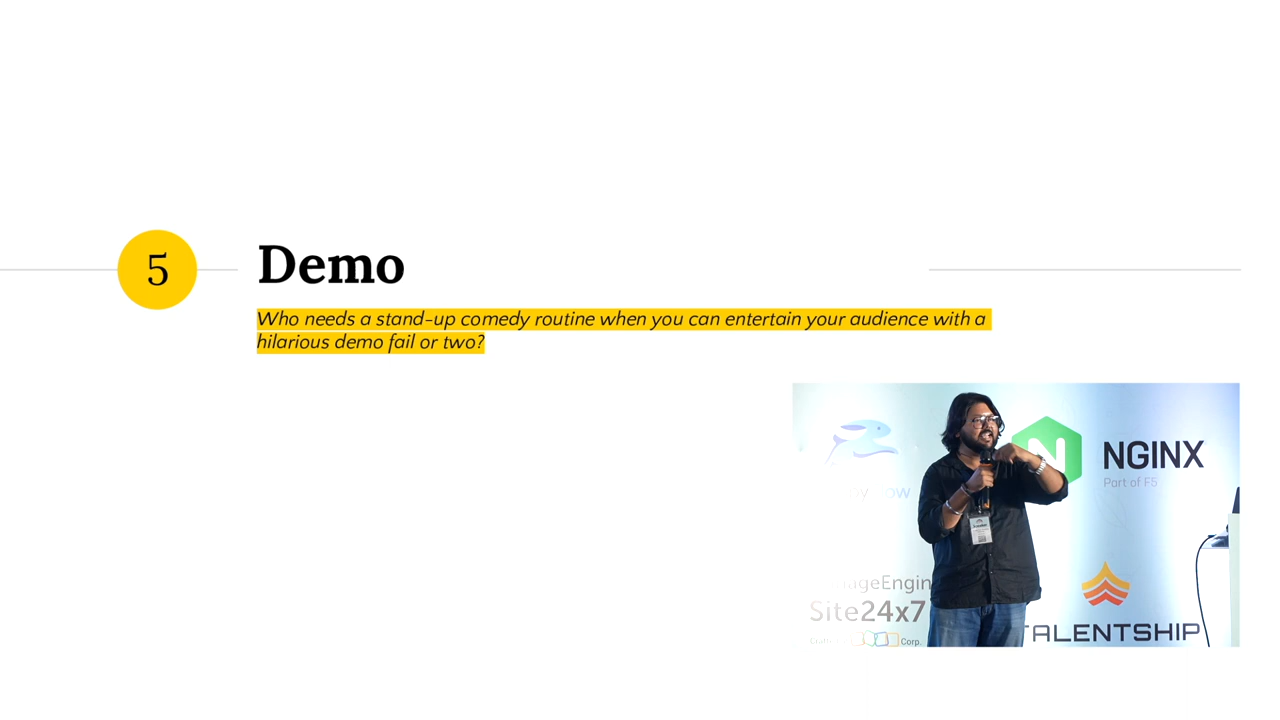 5
Demo
Who needs a stand-up comedy routine when you can entertain your audience with a
hilarious demo fail or two?
NGINX
Part of F5
Site24x7
Corp.